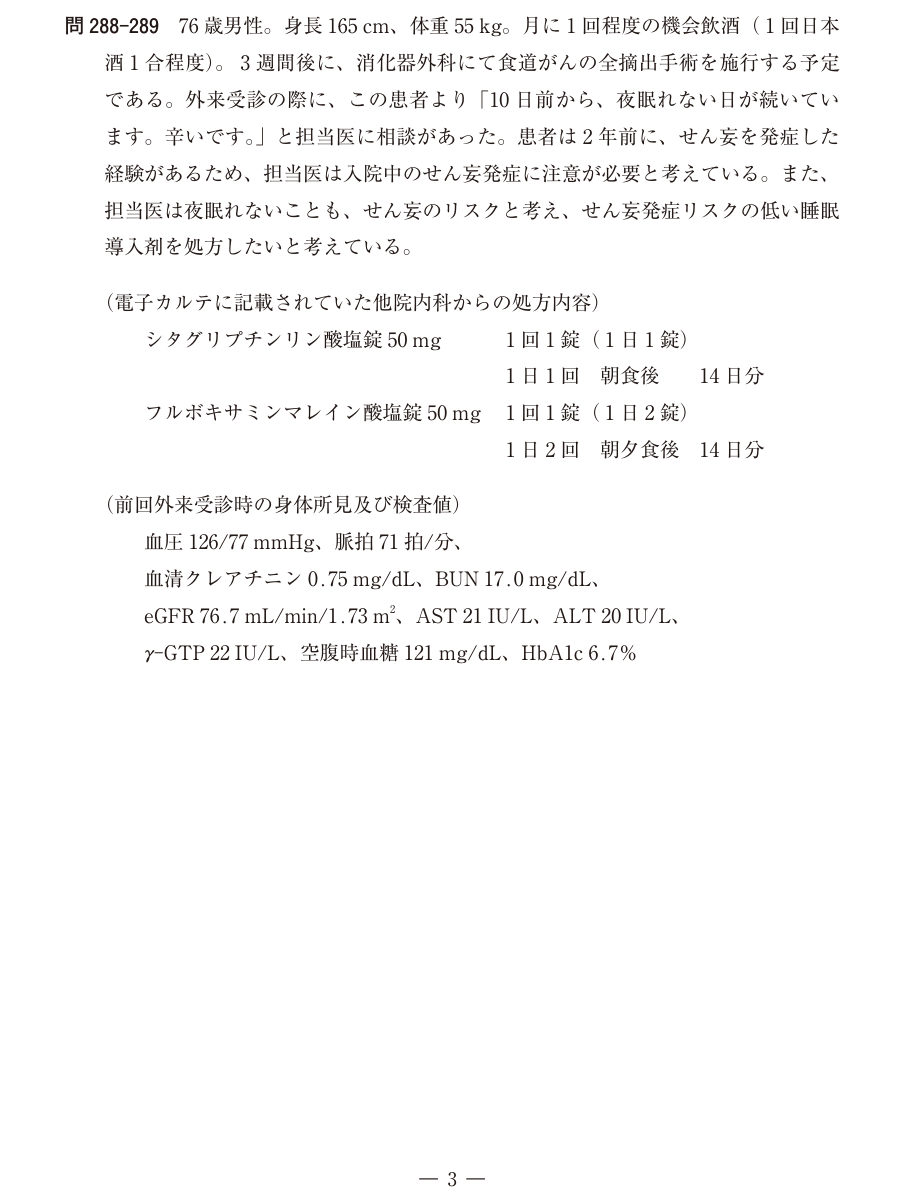 問 288-289 76 歳男性。身長 165 cm、体重 55 kg。月に 1 回程度の機会飲酒（ 1 回日本
酒 1 合程度）。 3 週間後に、消化器外科にて食道がんの全摘出手術を施行する予定
である。外来受診の際に、この患者より「10 日前から、夜眠れない日が続いてい
ます。辛いです。」と担当医に相談があった。患者は 2 年前に、せん妄を発症した
経験があるため、担当医は入院中のせん妄発症に注意が必要と考えている。また、
担当医は夜眠れないことも、せん妄のリスクと考え、せん妄発症リスクの低い睡眠
導入剤を処方したいと考えている。
（電子カルテに記載されていた他院内科からの処方内容）
シタグリプチンリン酸塩錠 50 mg 1 回 1 錠（ 1 日 1 錠）
1 日 1 回 朝食後 14 日分
フルボキサミンマレイン酸塩錠 50 mg 1 回 1 錠（ 1 日 2 錠）
1 日 2 回 朝夕食後 14 日分
（前回外来受診時の身体所見及び検査値）
血圧 126/77 mmHg、脈拍 71 拍/分、
血清クレアチニン 0.75 mg/dL、BUN 17.0 mg/dL、
eGFR 76.7 mL/min/1.73 m²、AST 21 IU/L、ALT 20 IU/L、
γ-GTP 22 IU/L、空腹時血糖 121 mg/dL、HbA1c 6.7％
― 3 ―